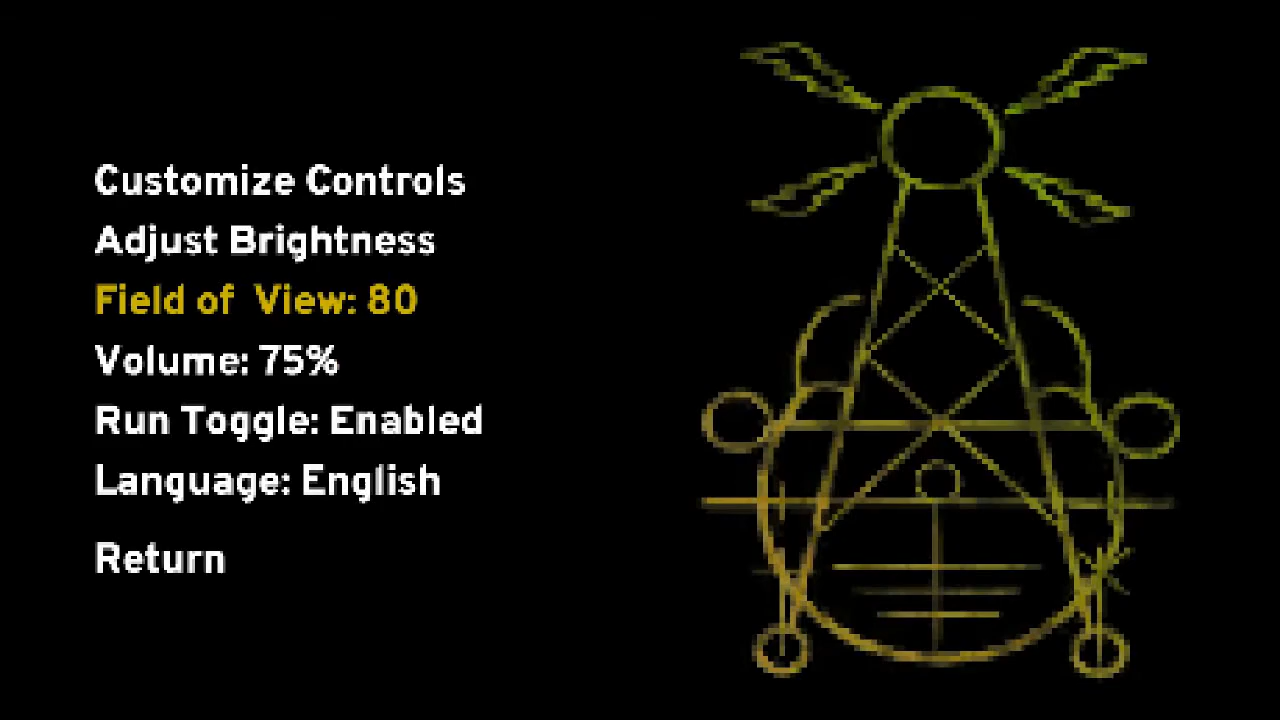 Customize Controls
Adjust Brightness
Field of  View: 80
Volume: 75%
Run Toggle: Enabled
Language: English
Return